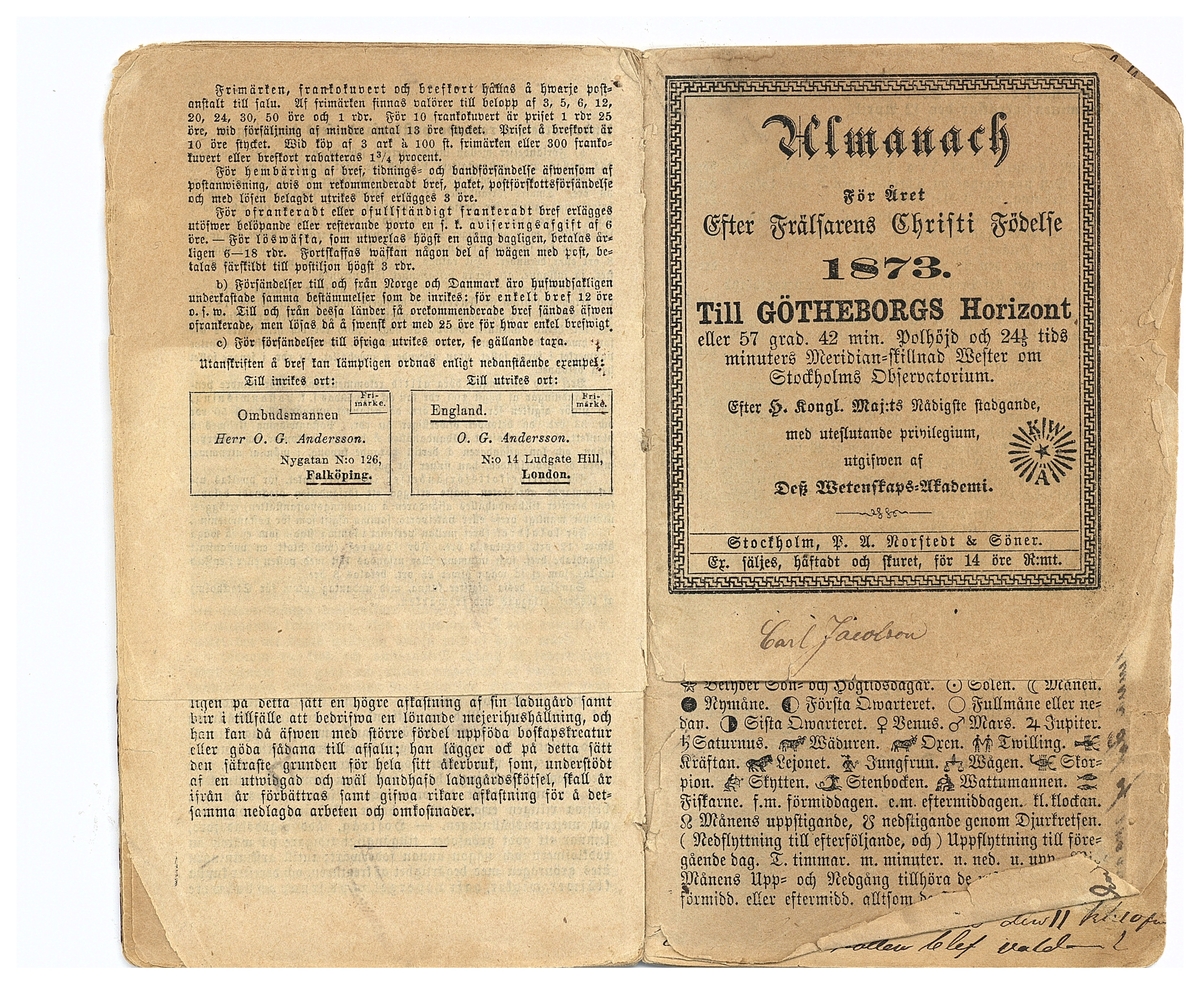 Frimärken, frankokuvert och brefkort hållas å hwarje post-
anstalt till salu. Af frimärken finnas valörer till belopp af 3, 5, 6, 12,
20, 24, 30, 50 öre och 1 rdr. För 10 frankokuvert är priset 1 rdr 25
öre, wid försäljning af mindre antal 13 öre stycket. Priset å brefkort är
10 öre stycket. Wid köp af 3 ark à 100 st. frimärken eller 300 franko-
kuvert eller brefkort rabatteras 1¾ procent.
För hembäring af bref, tidnings- och bandförsändelse äfwensom af
postanwisning, avis om rekommenderadt bref, paket, postförskottsförsändelse
och med lösen belagdt utrikes bref erlägges 3 öre.
För ofrankeradt eller ofullständigt frankeradt bref erlägges
utöfwer belöpande eller resterande porto en s. k. aviseringsafgift af 6
öre. — För löswäska, som utwexlas högst en gång dagligen, betalas år-
ligen 6—18 rdr. Fortskaffas wäskan någon del af wägen med post, be-
talas särskildt till postiljon högst 3 rdr.
b) Försändelser till och från Norge och Danmark äro hufwudsakligen
underkastade samma bestämmelser som de inrikes: för enkelt bref 12 öre
o. s. w. Till och från dessa länder få orekommenderade bref sändas äfwen
ofrankerade, men lösas då å swensk ort med 25 öre för hwar enkel brefwigt.
c) För försändelser till öfriga utrikes orter, se gällande taxa.
Utanskriften å bref kan lämpligen ordnas enligt nedanstående exempel:
Till inrikes ort: Till utrikes ort:
Fri-
märke.
Ombudsmannen
Herr O. G. Andersson.
Nygatan N:o 126,
Falköping.
Fri-
märke.
England.
O. G. Andersson.
N:o 14 Ludgate Hill,
London.
ligen på detta sätt en högre afkastning af sin ladugård samt
blir i tillfälle att bedrifwa en lönande mejerihushållning, och
han kan då äfwen med större fördel uppföda boskapskreatur
eller göda sådana till afsalu; han lägger ock på detta sätt
den säkraste grunden för hela sitt åkerbruk, som, understödt
af en utwidgad och wäl handhafd ladugårdsskötsel, skall år
ifrån år förbättras samt gifwa rikare afkastning för å det-
samma nedlagda arbeten och omkostnader.
Almanach
För Året
Efter Frälsarens Christi Födelse
1873.
Till GÖTHEBORGS Horizont
eller 57 grad. 42 min. Polhöjd och 24½ tids
minuters Meridian-skillnad Wester om
Stockholms Observatorium.
Efter H. Kongl. Maj:ts Nådigste stadgande,
med uteslutande privilegium,
utgifwen af
Deß Wetenskaps-Akademi.
K W
A
Stockholm, P. A. Norstedt & Söner.
Ex. säljes, häftadt och skuret, för 14 öre R:mt.
Carl Jacobson
☆ Betyder Sön- och Högtidsdagar. ☉ Solen. ☾ Månen.
● Nymåne. ◐ Första Qwarteret. ○ Fullmåne eller ne-
dan. ◑ Sista Qwarteret. ♀ Venus. ♂ Mars. ♃ Jupiter.
♄ Saturnus. Wäduren. Oxen. Twilling.
Kräftan. Lejonet. Jungfrun. Wågen. Skor-
pion. Skytten. Stenbocken. Wattumannen.
Fiskarne. f.m. förmiddagen. e.m. eftermiddagen. kl. klockan.
☊ Månens uppstigande, ☋ nedstigande genom Djurkretsen.
( Nedflyttning till efterföljande, och ) Uppflyttning till före-
gående dag. T. timmar. m. minuter. n. ned. u. upp.
Månens Upp- och Nedgång tillhöra de
förmidd. eller eftermidd. alltsom
den 11 kl: 10
blef